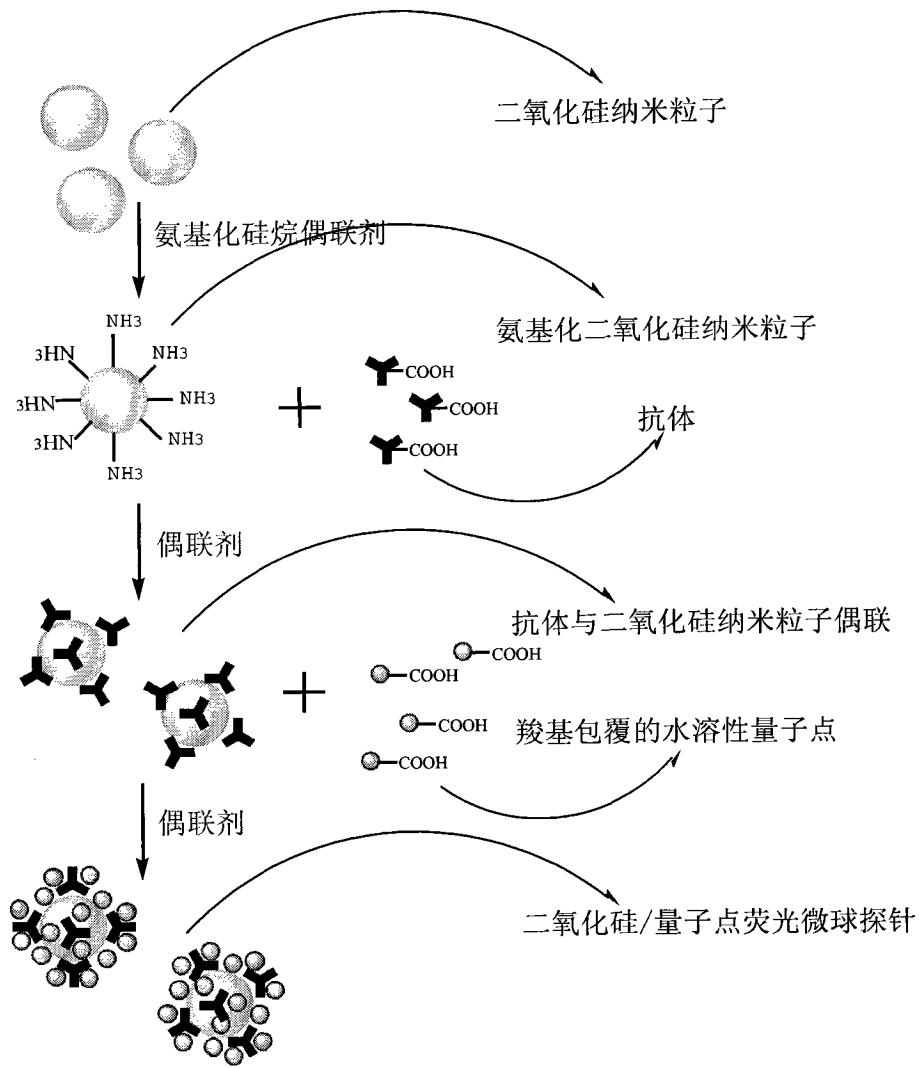 二氧化硅纳米粒子
氨基化硅烷偶联剂
氨基化二氧化硅纳米粒子
NH3
3HN
NH3
3HN
NH3
3HN
NH3
NH3
COOH
COOH
COOH
抗体
偶联剂
抗体与二氧化硅纳米粒子偶联
COOH
COOH
COOH
COOH
羧基包覆的水溶性量子点
偶联剂
二氧化硅/量子点荧光微球探针